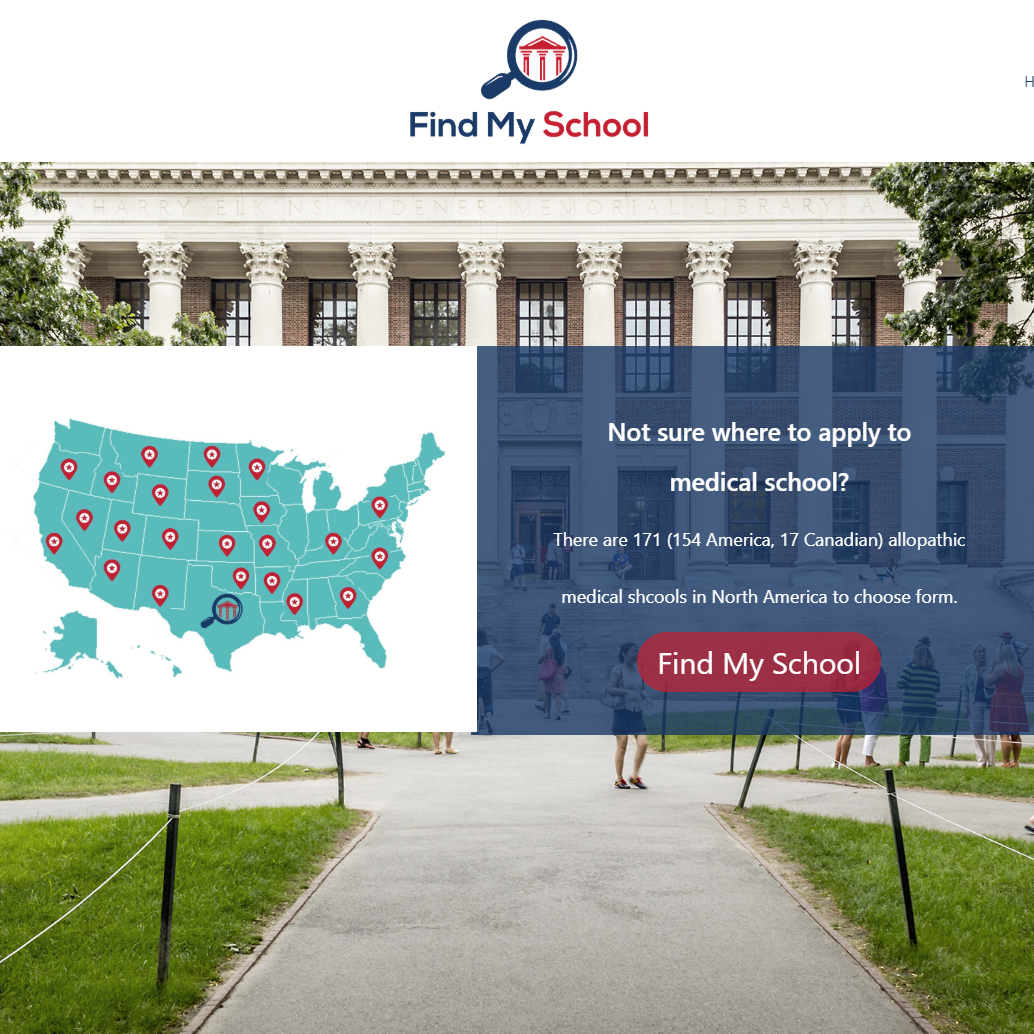 Find My School
H
HARRY·ELKINS·WIDENER·MEMORIAL·LIBRARY·A
Not sure where to apply to
medical school?
There are 171 (154 America, 17 Canadian) allopathic
medical shcools in North America to choose form.
Find My School